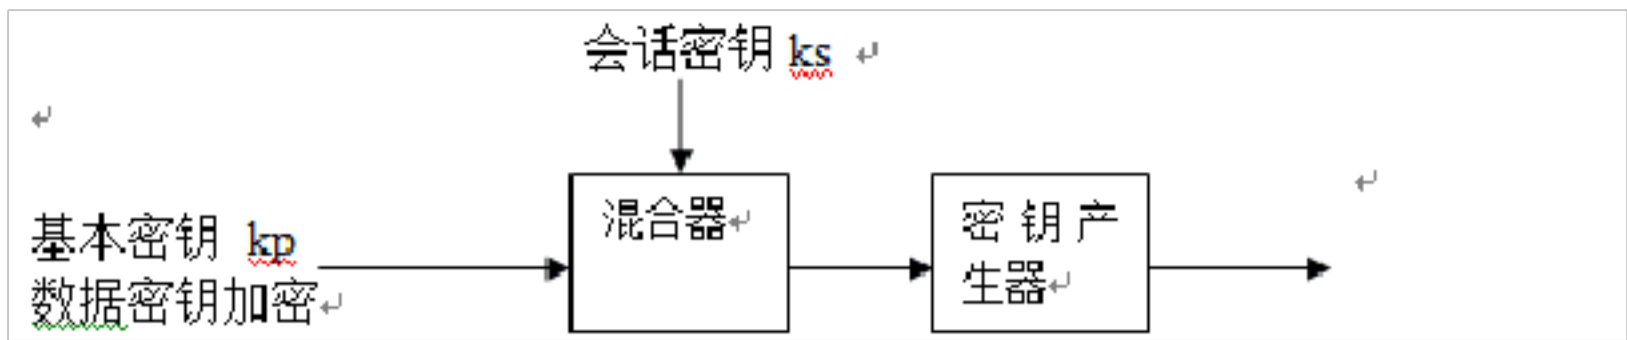 会话密钥 ks
基本密钥 kp
数据密钥加密
混合器
密 钥 产
生器